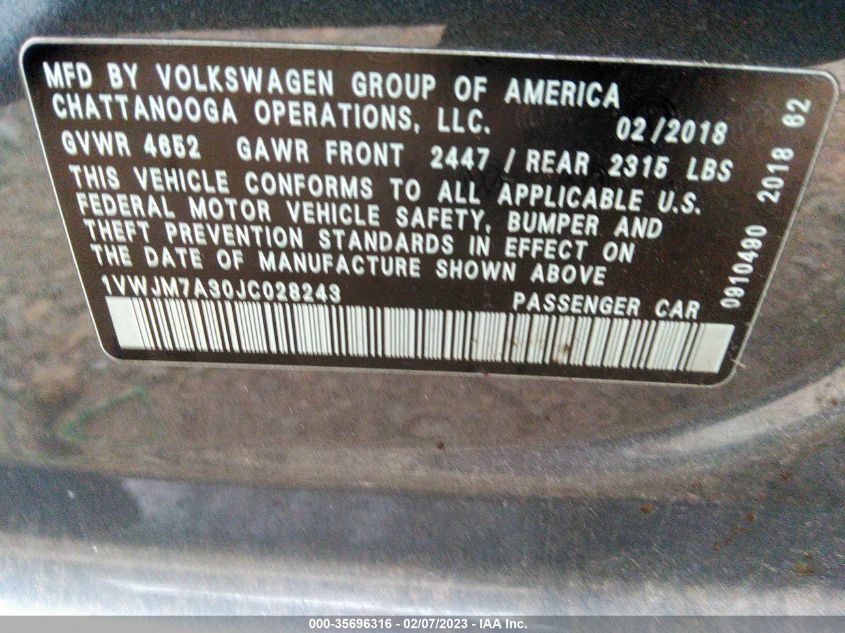 MFD BY VOLKSWAGEN GROUP OF AMERICA
CHATTANOOGA OPERATIONS, LLC. 02/2018
GVWR 4652 GAWR FRONT 2447 / REAR 2315 LBS
THIS VEHICLE CONFORMS TO ALL APPLICABLE U.S.
FEDERAL MOTOR VEHICLE SAFETY, BUMPER AND
THEFT PREVENTION STANDARDS IN EFFECT ON
THE DATE OF MANUFACTURE SHOWN ABOVE
1VWJM7A30JC028243 PASSENGER CAR
0910490 2018 62
000-35696316 - 02/07/2023 - IAA Inc.